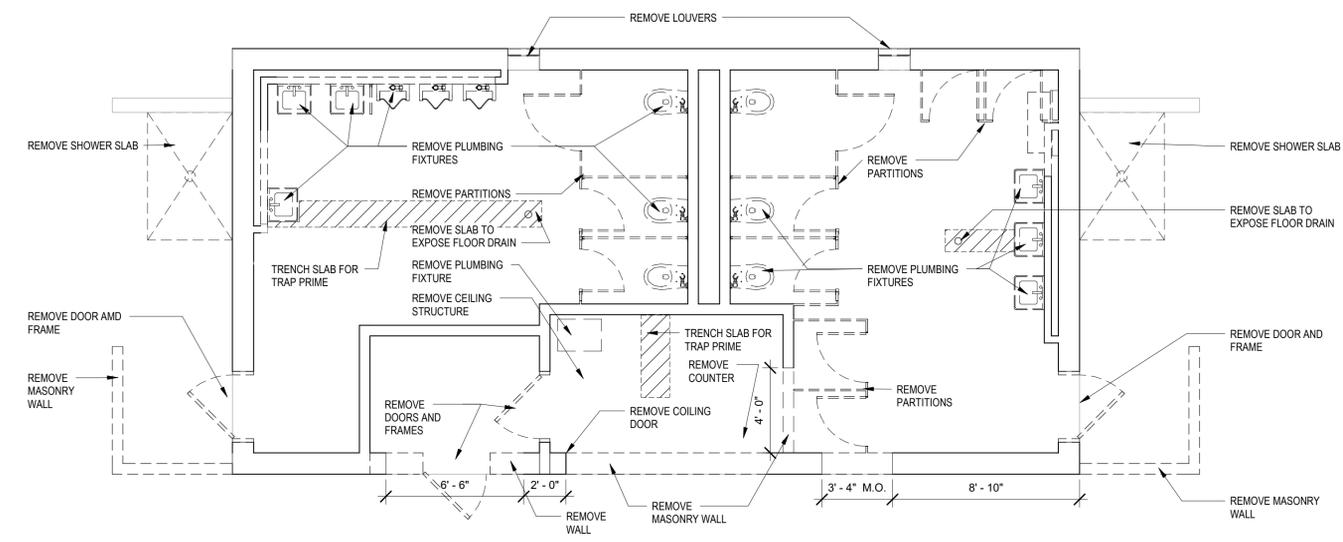 REMOVE LOUVERS
REMOVE SHOWER SLAB
REMOVE PLUMBING
FIXTURES
REMOVE
PARTITIONS
REMOVE SHOWER SLAB
REMOVE PARTITIONS
REMOVE SLAB TO
EXPOSE FLOOR DRAIN
REMOVE SLAB TO
EXPOSE FLOOR DRAIN
TRENCH SLAB FOR
TRAP PRIME
REMOVE PLUMBING
FIXTURE
REMOVE PLUMBING
FIXTURES
REMOVE CEILING
STRUCTURE
REMOVE DOOR AMD
FRAME
TRENCH SLAB FOR
TRAP PRIME
REMOVE DOOR AND
FRAME
REMOVE
COUNTER
REMOVE
MASONRY
WALL
REMOVE
PARTITIONS
REMOVE
DOORS AND
FRAMES
REMOVE COILING
DOOR
4' - 0"
6' - 6"
2' - 0"
3' - 4" M.O.
8' - 10"
REMOVE
WALL
REMOVE
MASONRY WALL
REMOVE MASONRY
WALL